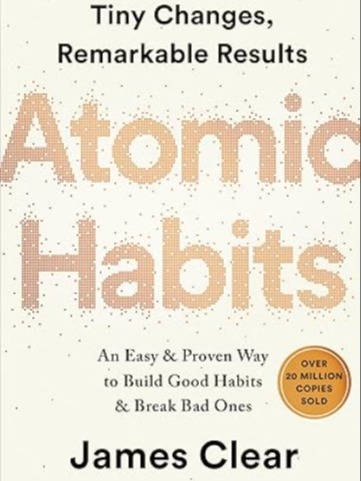 Tiny Changes,
Remarkable Results
Atomic
Habits
An Easy & Proven Way
to Build Good Habits
& Break Bad Ones
OVER
20 MILLION
COPIES
SOLD
James Clear